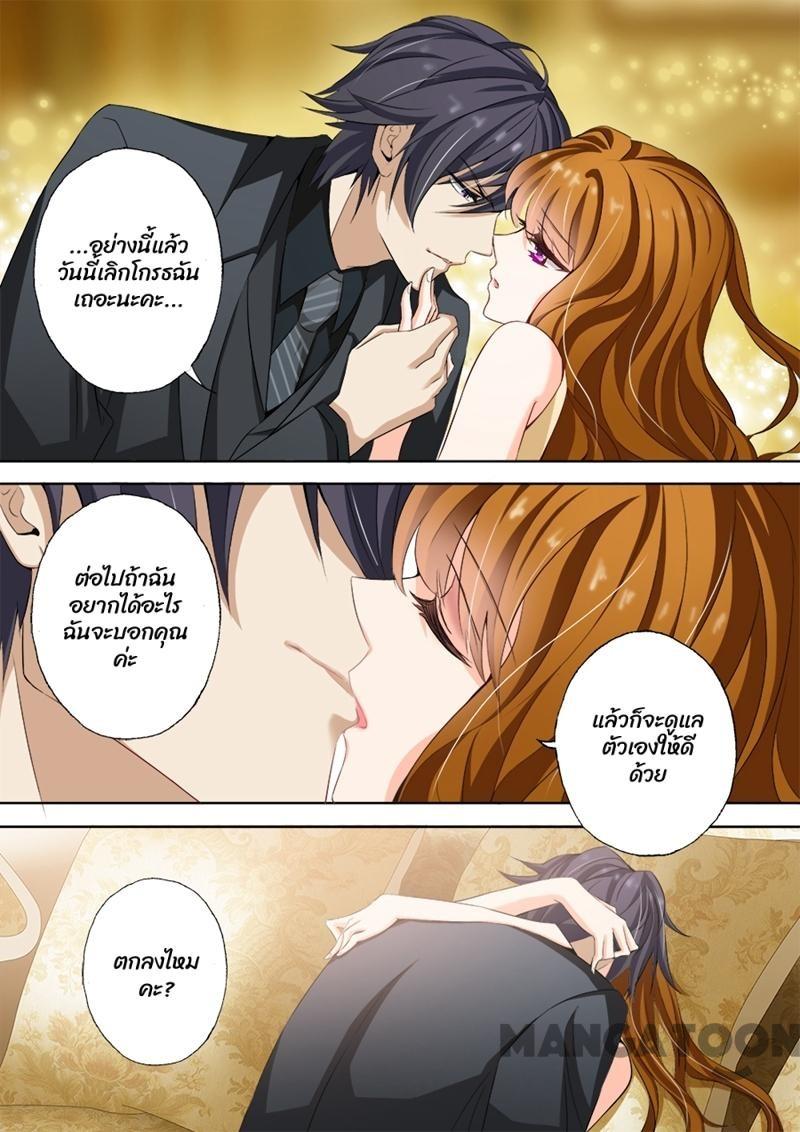 ...อย่างนี้แล้ว
วันนี้เลิกโกรธฉัน
เถอะนะคะ...
ต่อไปถ้าฉัน
อยากได้อะไร
ฉันจะบอกคุณ
ค่ะ
แล้วก็จะดูแล
ตัวเองให้ดี
ด้วย
ตกลงไหม
คะ?
MANGATOON